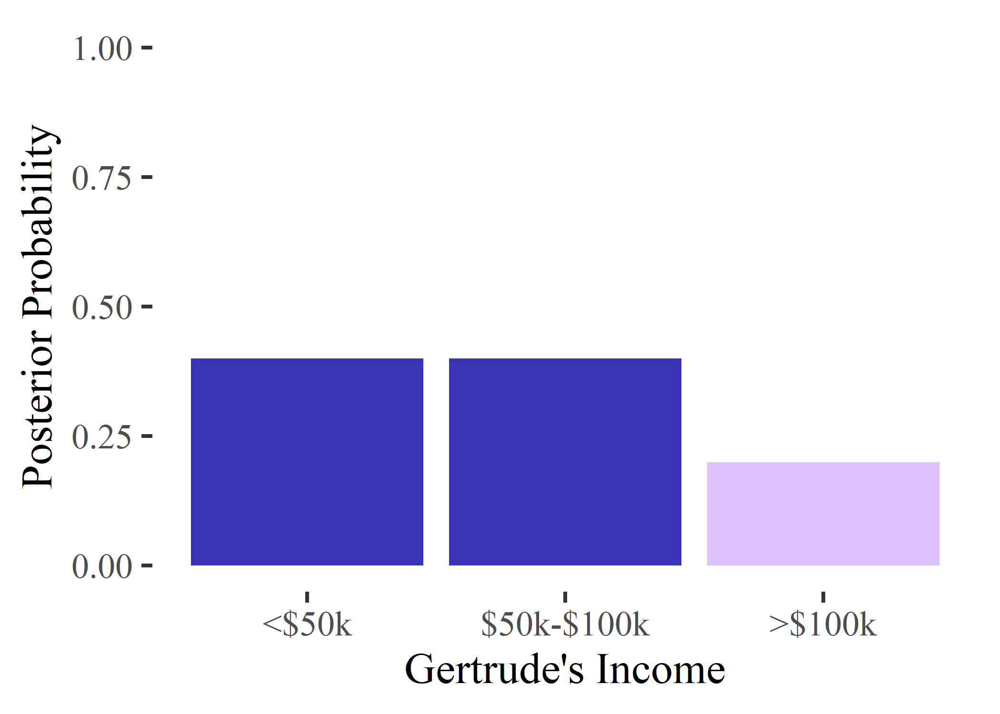 Posterior Probability
1.00
0.75
0.50
0.25
0.00
<$50k
$50k-$100k
>$100k
Gertrude's Income